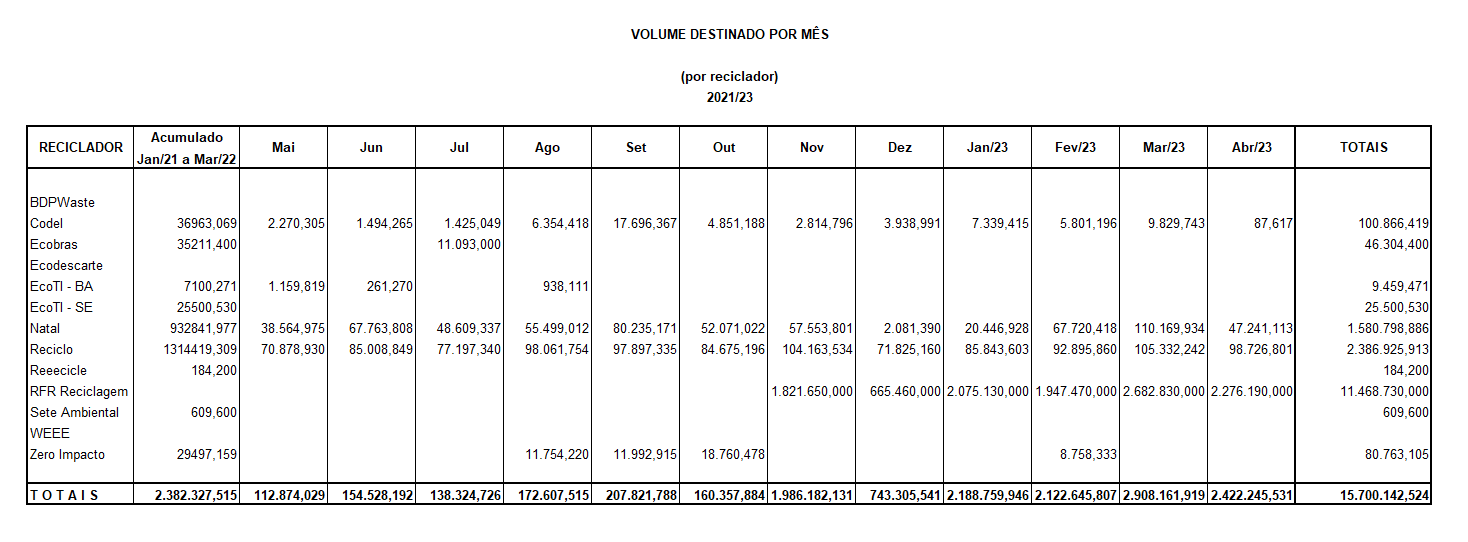 VOLUME DESTINADO POR MÊS
(por reciclador)
2021/23
RECICLADOR Acumulado Jan/21 a Mar/22 Mai Jun Jul Ago Set Out Nov Dez Jan/23 Fev/23 Mar/23 Abr/23 TOTAIS
BDPWaste
Codel 36963,069 2.270,305 1.494,265 1.425,049 6.354,418 17.696,367 4.851,188 2.814,796 3.938,991 7.339,415 5.801,196 9.829,743 87,617 100.866,419
Ecobras 35211,400 11.093,000 46.304,400
Ecodescarte
EcoTI - BA 7100,271 1.159,819 261,270 938,111 9.459,471
EcoTI - SE 25500,530 25.500,530
Natal 932841,977 38.564,975 67.763,808 48.609,337 55.499,012 80.235,171 52.071,022 57.553,801 2.081,390 20.446,928 67.720,418 110.169,934 47.241,113 1.580.798,886
Reciclo 1314419,309 70.878,930 85.008,849 77.197,340 98.061,754 97.897,335 84.675,196 104.163,534 71.825,160 85.843,603 92.895,860 105.332,242 98.726,801 2.386.925,913
Reeecicle 184,200 184,200
RFR Reciclagem 1.821.650,000 665.460,000 2.075.130,000 1.947.470,000 2.682.830,000 2.276.190,000 11.468.730,000
Sete Ambiental 609,600 609,600
WEEE
Zero Impacto 29497,159 11.754,220 11.992,915 18.760,478 8.758,333 80.763,105
T O T A I S 2.382.327,515 112.874,029 154.528,192 138.324,726 172.607,515 207.821,788 160.357,884 1.986.182,131 743.305,541 2.188.759,946 2.122.645,807 2.908.161,919 2.422.245,531 15.700.142,524